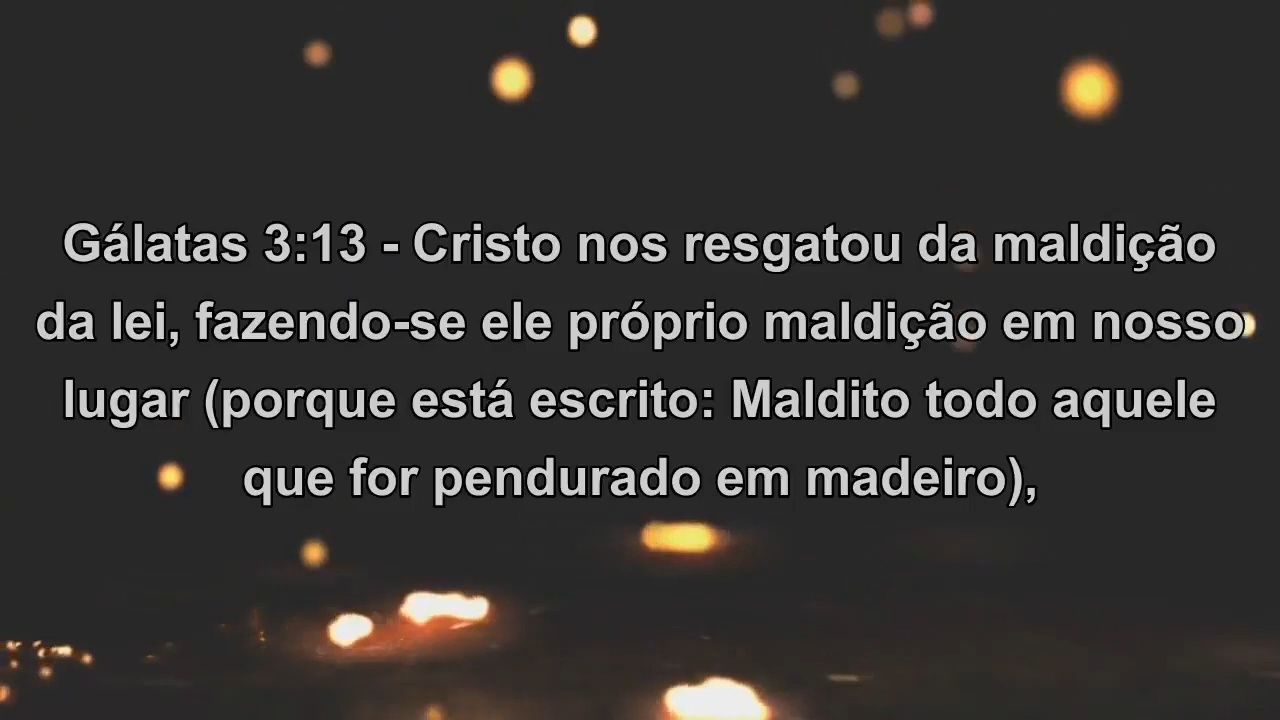 Gálatas 3:13 - Cristo nos resgatou da maldição
da lei, fazendo-se ele próprio maldição em nosso
lugar (porque está escrito: Maldito todo aquele
que for pendurado em madeiro),